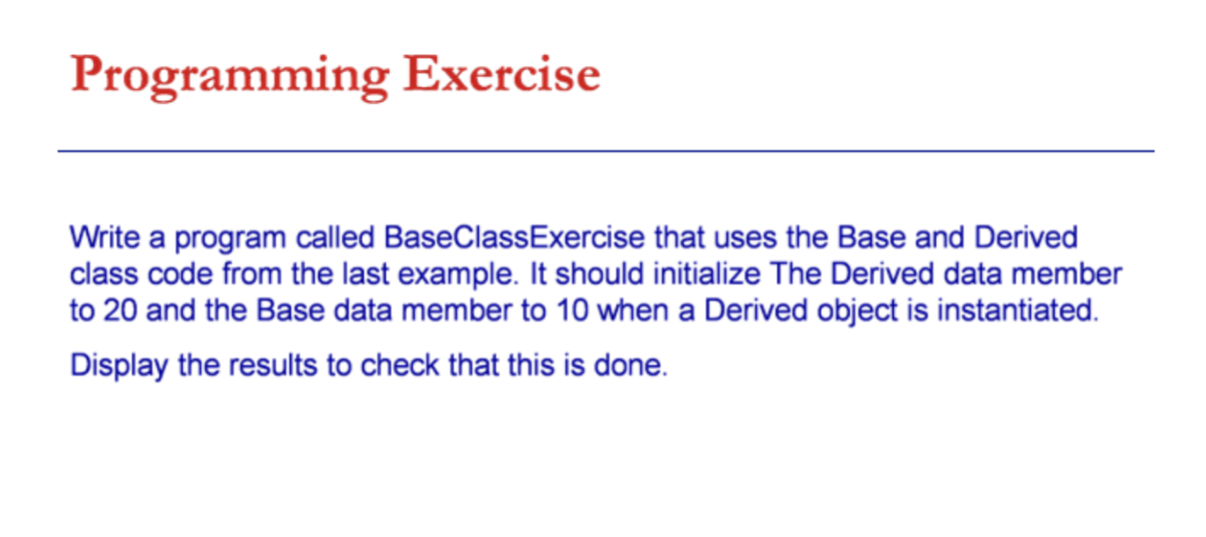 Programming Exercise
Write a program called BaseClassExercise that uses the Base and Derived
class code from the last example. It should initialize The Derived data member
to 20 and the Base data member to 10 when a Derived object is instantiated.
Display the results to check that this is done.